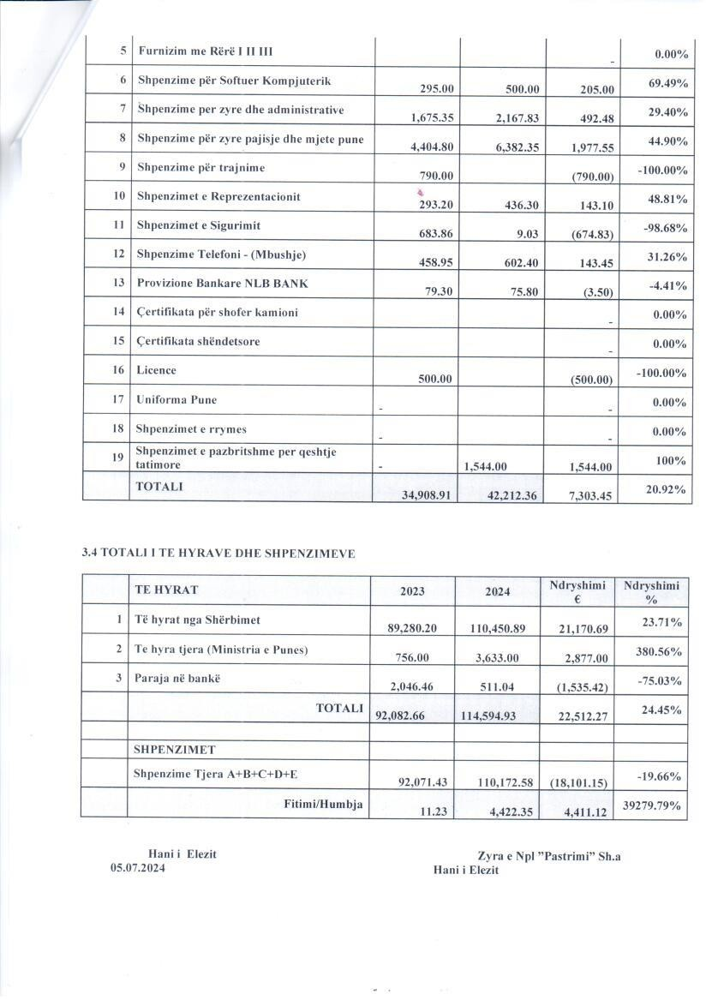 5 Furnizim me Rërë I II III - 0.00%
6 Shpenzime për Softuer Kompjuterik 295.00 500.00 205.00 69.49%
7 Shpenzime per zyre dhe administrative 1,675.35 2,167.83 492.48 29.40%
8 Shpenzime për zyre pajisje dhe mjete pune 4,404.80 6,382.35 1,977.55 44.90%
9 Shpenzime për trajnime 790.00 (790.00) -100.00%
10 Shpenzimet e Reprezentacionit 293.20 436.30 143.10 48.81%
11 Shpenzimet e Sigurimit 683.86 9.03 (674.83) -98.68%
12 Shpenzime Telefoni - (Mbushje) 458.95 602.40 143.45 31.26%
13 Provizione Bankare NLB BANK 79.30 75.80 (3.50) -4.41%
14 Çertifikata për shofer kamioni - 0.00%
15 Çertifikata shëndetsore - 0.00%
16 Licence 500.00 (500.00) -100.00%
17 Uniforma Pune - - 0.00%
18 Shpenzimet e rrymes - - 0.00%
19 Shpenzimet e pazbritshme per qeshtje
tatimore - 1,544.00 1,544.00 100%
TOTALI 34,908.91 42,212.36 7,303.45 20.92%
3.4 TOTALI I TE HYRAVE DHE SHPENZIMEVE
TE HYRAT 2023 2024 Ndryshimi Ndryshimi
€ %
1 Të hyrat nga Shërbimet 89,280.20 110,450.89 21,170.69 23.71%
2 Te hyra tjera (Ministria e Punes) 756.00 3,633.00 2,877.00 380.56%
3 Paraja në bankë 2,046.46 511.04 (1,535.42) -75.03%
TOTALI 92,082.66 114,594.93 22,512.27 24.45%
SHPENZIMET
Shpenzime Tjera A+B+C+D+E 92,071.43 110,172.58 (18,101.15) -19.66%
Fitimi/Humbja 11.23 4,422.35 4,411.12 39279.79%
Hani i Elezit Zyra e Npl ”Pastrimi” Sh.a
05.07.2024 Hani i Elezit